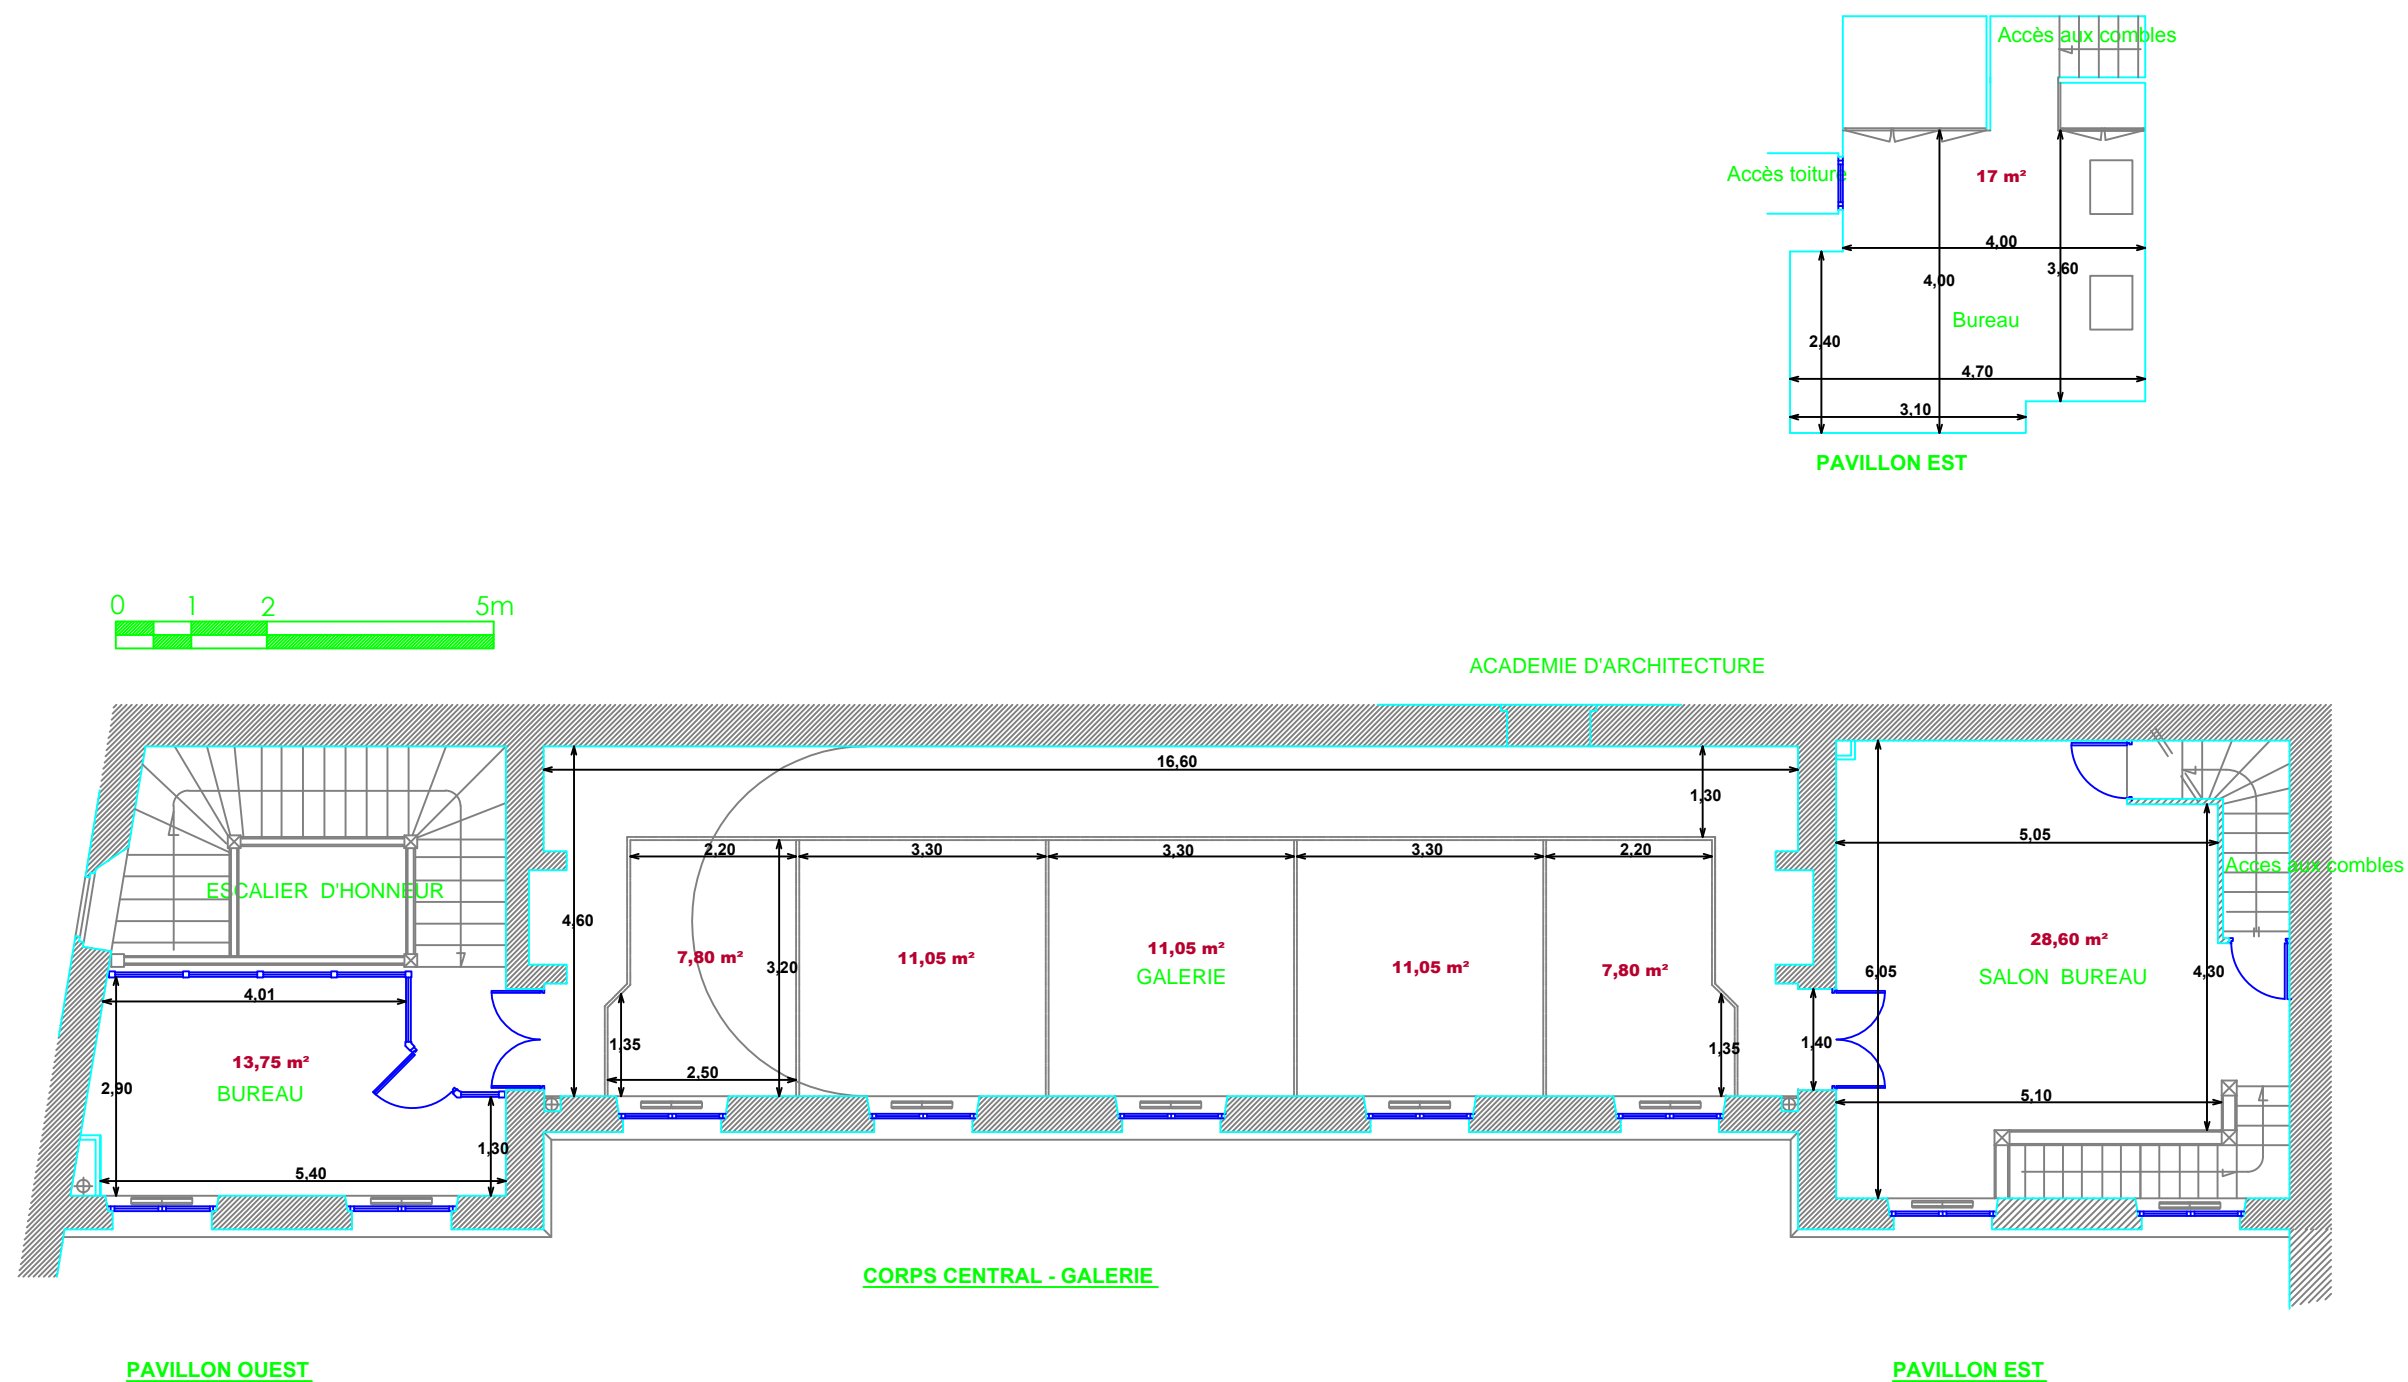 Accès aux combles
Accès toiture
17 m²
4,00
3,60
4,00
Bureau
2,40
4,70
3,10
PAVILLON EST
0 1 2 5m
ACADEMIE D'ARCHITECTURE
16,60
1,30
2,20 3,30 3,30 3,30 2,20
5,05
Acces aux combles
ESCALIER D'HONNEUR
4,60
7,80 m²
11,05 m²
11,05 m²
11,05 m²
7,80 m²
28,60 m²
3,20
GALERIE
6,05
SALON BUREAU
4,30
4,01
1,35
1,35
1,40
13,75 m²
2,50
2,90
BUREAU
5,10
1,30
5,40
CORPS CENTRAL - GALERIE
PAVILLON OUEST
PAVILLON EST